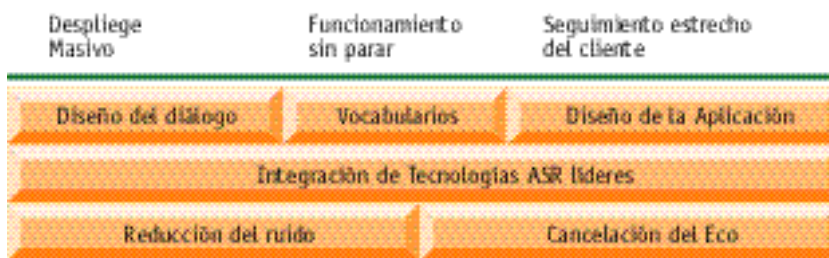 Despliege
Masivo
Funcionamiento
sin parar
Seguimiento estrecho
del cliente
Diseño del diálogo
Vocabularios
Diseño de la Aplicación
Integración de Tecnologías ASR líderes
Reducción del ruido
Cancelación del Eco